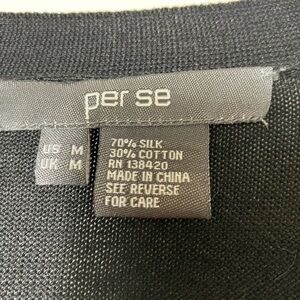 per se
US M
UK M
70% SILK
30% COTTON
RN 138420
MADE IN CHINA
SEE REVERSE
FOR CARE